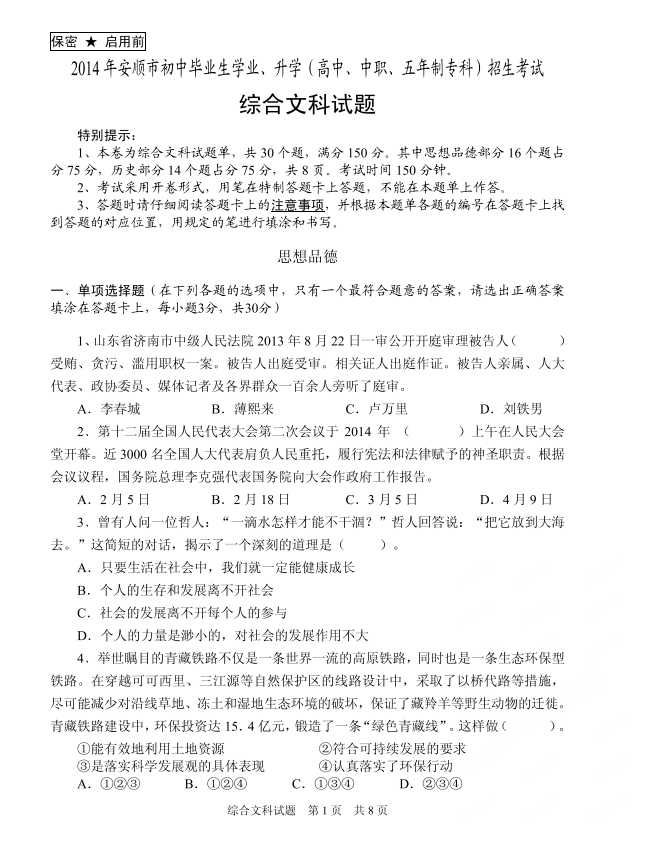 保密 ★ 启用前
2014 年安顺市初中毕业生学业、升学（高中、中职、五年制专科）招生考试
综合文科试题
特别提示：
1、本卷为综合文科试题单，共 30 个题，满分 150 分。其中思想品德部分 16 个题占
分 75 分，历史部分 14 个题占分 75 分，共 8 页。考试时间 150 分钟。
2、考试采用开卷形式，用笔在特制答题卡上答题，不能在本题单上作答。
3、答题时请仔细阅读答题卡上的注意事项，并根据本题单各题的编号在答题卡上找
到答题的对应位置，用规定的笔进行填涂和书写。
思想品德
一、单项选择题（在下列各题的选项中，只有一个最符合题意的答案，请选出正确答案
填涂在答题卡上，每小题3分，共30分）
1、山东省济南市中级人民法院 2013 年 8 月 22 日一审公开开庭审理被告人（　　）
受贿、贪污、滥用职权一案。被告人出庭受审。相关证人出庭作证。被告人亲属、人大
代表、政协委员、媒体记者及各界群众一百余人旁听了庭审。
A．李春城　　B．薄熙来　　C．卢万里　　D．刘铁男
2、第十二届全国人民代表大会第二次会议于 2014 年 （　　）上午在人民大会
堂开幕。近 3000 名全国人大代表肩负人民重托，履行宪法和法律赋予的神圣职责。根据
会议议程，国务院总理李克强代表国务院向大会作政府工作报告。
A．2 月 5 日　　B．2 月 18 日　　C．3 月 5 日　　D．4 月 9 日
3、曾有人问一位哲人：“一滴水怎样才能不干涸？”哲人回答说：“把它放到大海
去。”这简短的对话，揭示了一个深刻的道理是（　　）。
A．只要生活在社会中，我们就一定能健康成长
B．个人的生存和发展离不开社会
C．社会的发展离不开每个人的参与
D．个人的力量是渺小的，对社会的发展作用不大
4、举世瞩目的青藏铁路不仅是一条世界一流的高原铁路，同时也是一条生态环保型
铁路。在穿越可可西里、三江源等自然保护区的线路设计中，采取了以桥代路等措施，
尽可能减少对沿线草地、冻土和湿地生态环境的破坏，保证了藏羚羊等野生动物的迁徙。
青藏铁路建设中，环保投资达 15．4 亿元，锻造了一条“绿色青藏线”。这样做（　　）。
①能有效地利用土地资源　　②符合可持续发展的要求
③是落实科学发展观的具体表现　　④认真落实了环保行动
A．①②③　　B．①②④　　C．①③④　　D．②③④
综合文科试题　第 1 页　共 8 页